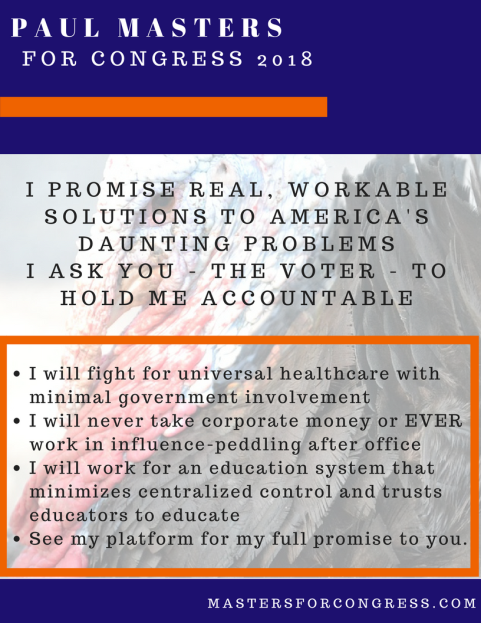 PAUL MASTERS
FOR CONGRESS 2018
I PROMISE REAL, WORKABLE
SOLUTIONS TO AMERICA'S
DAUNTING PROBLEMS
I ASK YOU - THE VOTER - TO
HOLD ME ACCOUNTABLE
• I will fight for universal healthcare with
minimal government involvement
• I will never take corporate money or EVER
work in influence-peddling after office
• I will work for an education system that
minimizes centralized control and trusts
educators to educate
• See my platform for my full promise to you.
MASTERSFORCONGRESS.COM